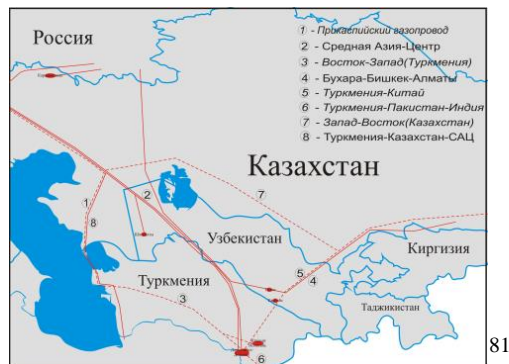 Россия
① - Прикаспийский газопровод
② - Средная Азия-Центр
③ - Восток-Запад(Туркмения)
④ - Бухара-Бишкек-Алматы
⑤ - Туркмения-Китай
⑥ - Туркмения-Пакистан-Индия
⑦ - Запад-Восток(Казахстан)
8 - Туркмения-Казахстан-САЦ
Казахстан
1
2
7
8
Узбекистан
Киргизия
5
4
Туркмения
3
Таджикистан
6
81